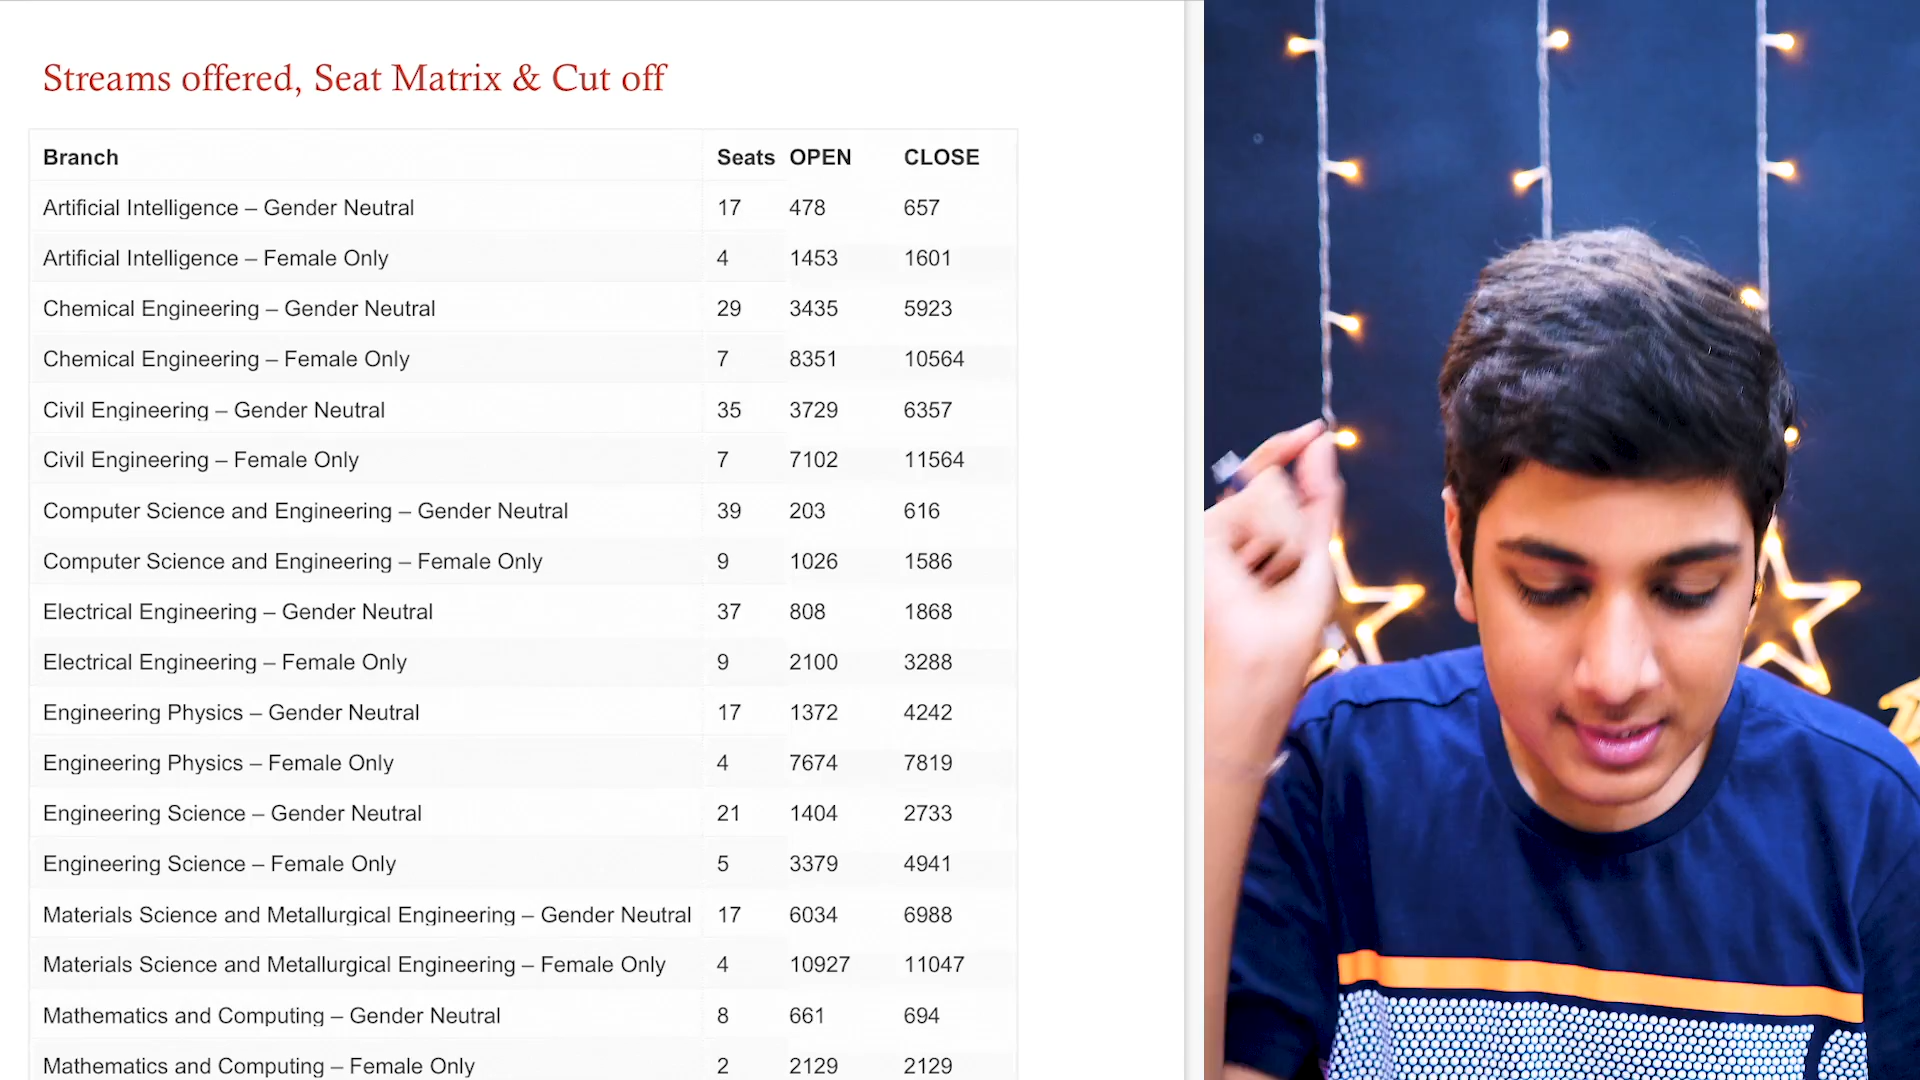 Streams offered, Seat Matrix & Cut off
Branch Seats OPEN CLOSE
Artificial Intelligence – Gender Neutral 17 478 657
Artificial Intelligence – Female Only 4 1453 1601
Chemical Engineering – Gender Neutral 29 3435 5923
Chemical Engineering – Female Only 7 8351 10564
Civil Engineering – Gender Neutral 35 3729 6357
Civil Engineering – Female Only 7 7102 11564
Computer Science and Engineering – Gender Neutral 39 203 616
Computer Science and Engineering – Female Only 9 1026 1586
Electrical Engineering – Gender Neutral 37 808 1868
Electrical Engineering – Female Only 9 2100 3288
Engineering Physics – Gender Neutral 17 1372 4242
Engineering Physics – Female Only 4 7674 7819
Engineering Science – Gender Neutral 21 1404 2733
Engineering Science – Female Only 5 3379 4941
Materials Science and Metallurgical Engineering – Gender Neutral 17 6034 6988
Materials Science and Metallurgical Engineering – Female Only 4 10927 11047
Mathematics and Computing – Gender Neutral 8 661 694
Mathematics and Computing – Female Only 2 2129 2129